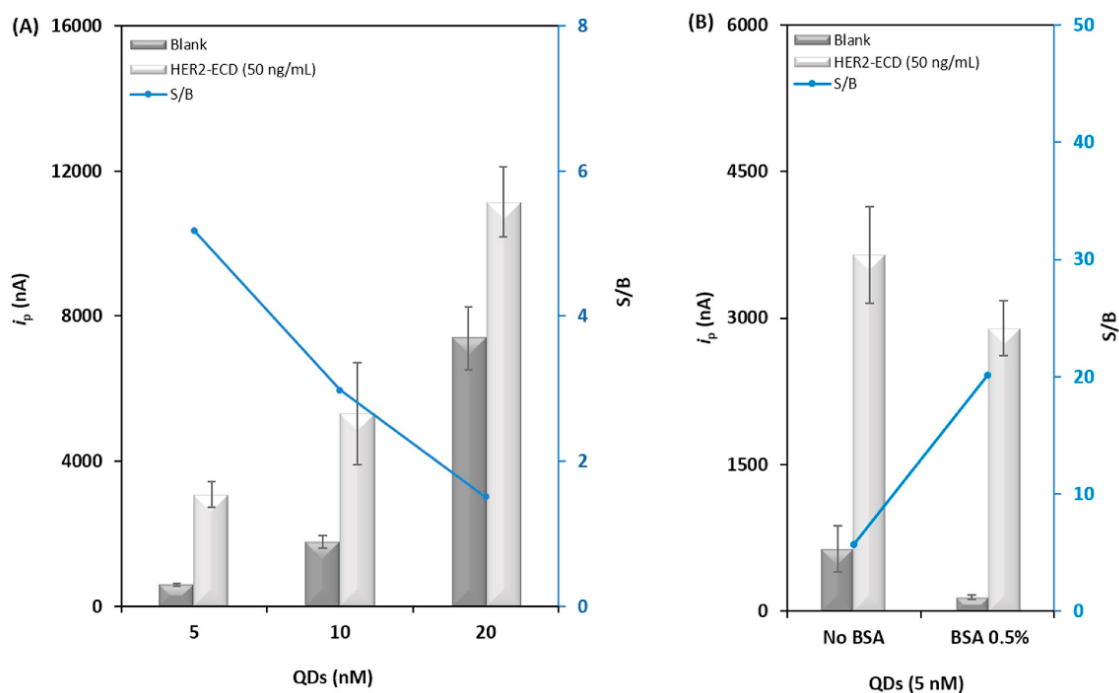 (A)
16000
12000
8000
4000
0
iₚ (nA)
Blank
HER2-ECD (50 ng/mL)
S/B
8
6
4
2
0
S/B
5 10 20
QDs (nM)
(B)
6000
4500
3000
1500
0
iₚ (nA)
Blank
HER2-ECD (50 ng/mL)
S/B
50
40
30
20
10
0
S/B
No BSA BSA 0.5%
QDs (5 nM)